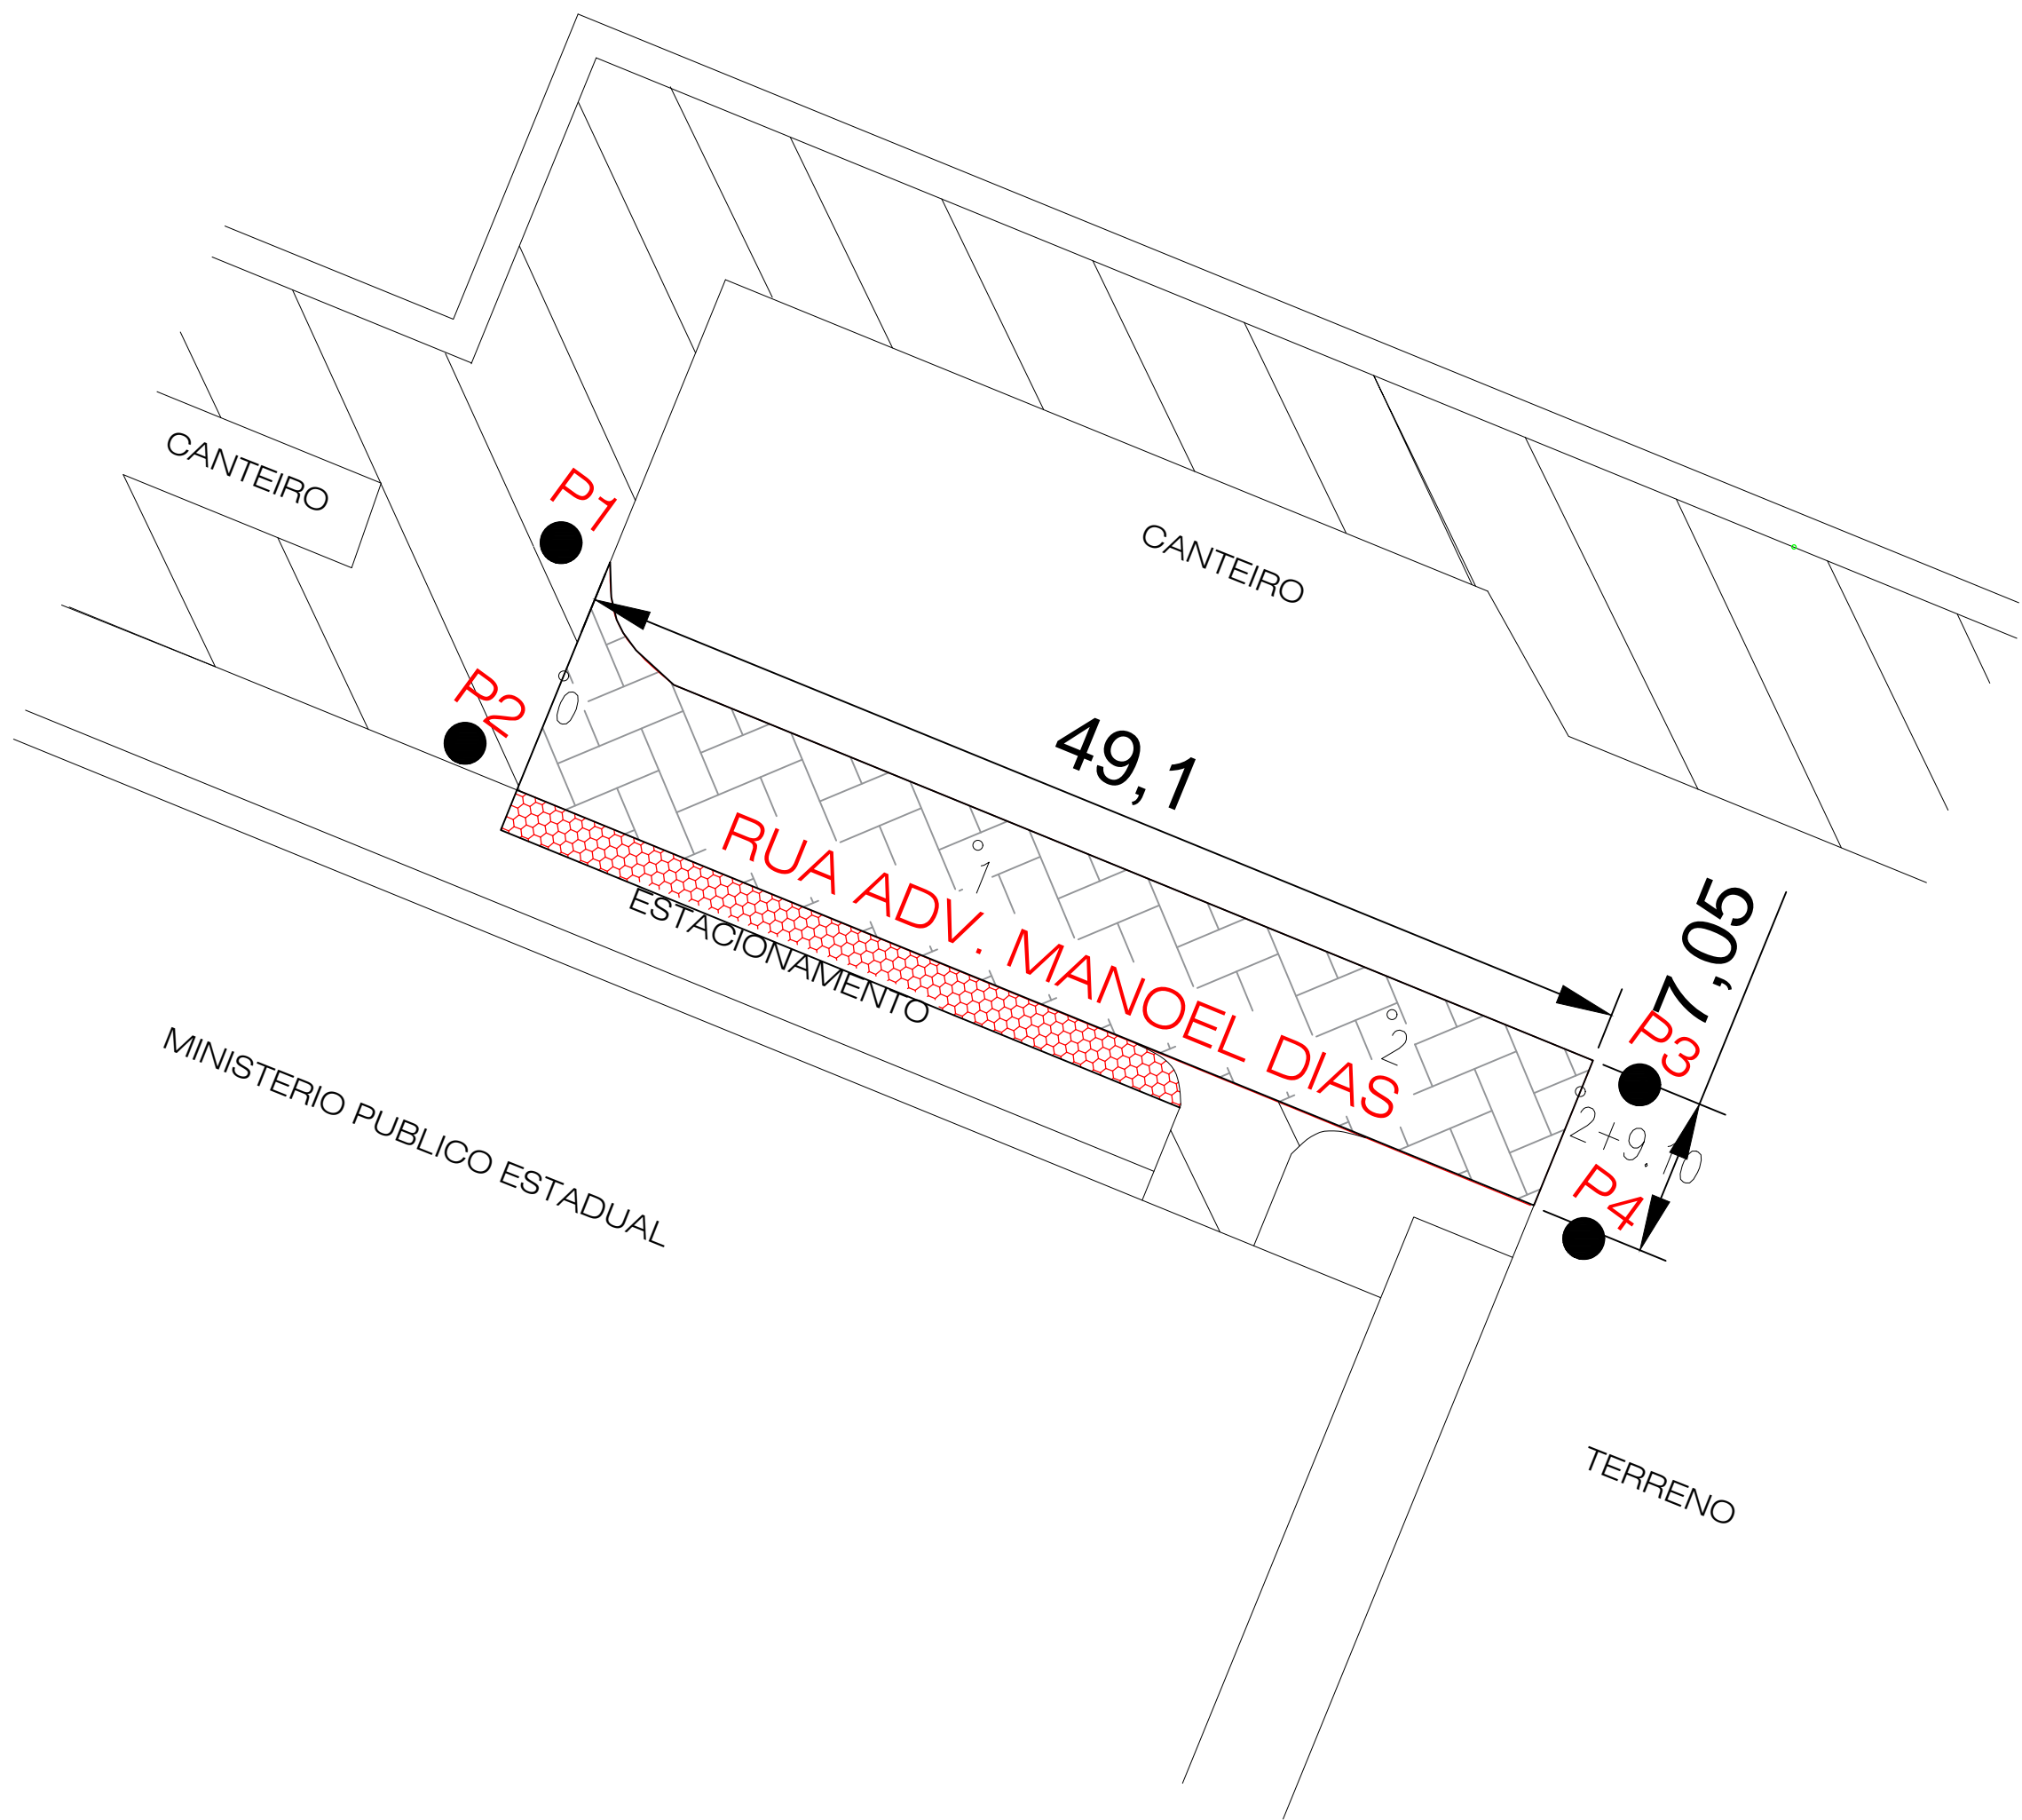 CANTEIRO
P1
CANTEIRO
P2
0
49,1
RUA ADV. MANOEL DIAS
1
2
ESTACIONAMENTO
7,05
P3
2+9.10
P4
MINISTERIO PUBLICO ESTADUAL
TERRENO